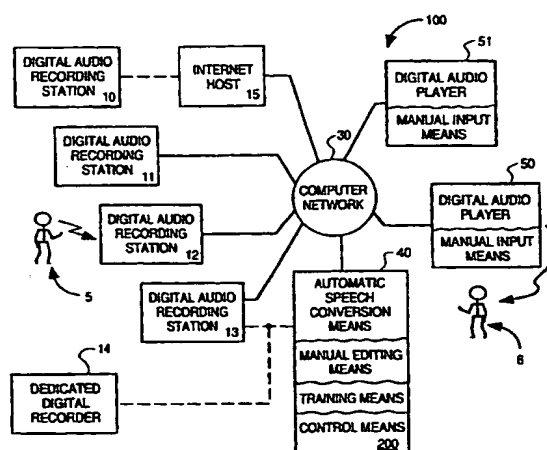 100
51
DIGITAL AUDIO
RECORDING
STATION 10
INTERNET
HOST
15
DIGITAL AUDIO
PLAYER
MANUAL INPUT
MEANS
30
DIGITAL AUDIO
RECORDING
STATION 11
COMPUTER
NETWORK
50
DIGITAL AUDIO
PLAYER
MANUAL INPUT
MEANS
5
DIGITAL AUDIO
RECORDING
STATION 12
40
AUTOMATIC
SPEECH
CONVERSION
MEANS
MANUAL EDITING
MEANS
TRAINING MEANS
CONTROL MEANS
200
6
DIGITAL AUDIO
RECORDING
STATION 13
14
DEDICATED
DIGITAL
RECORDER